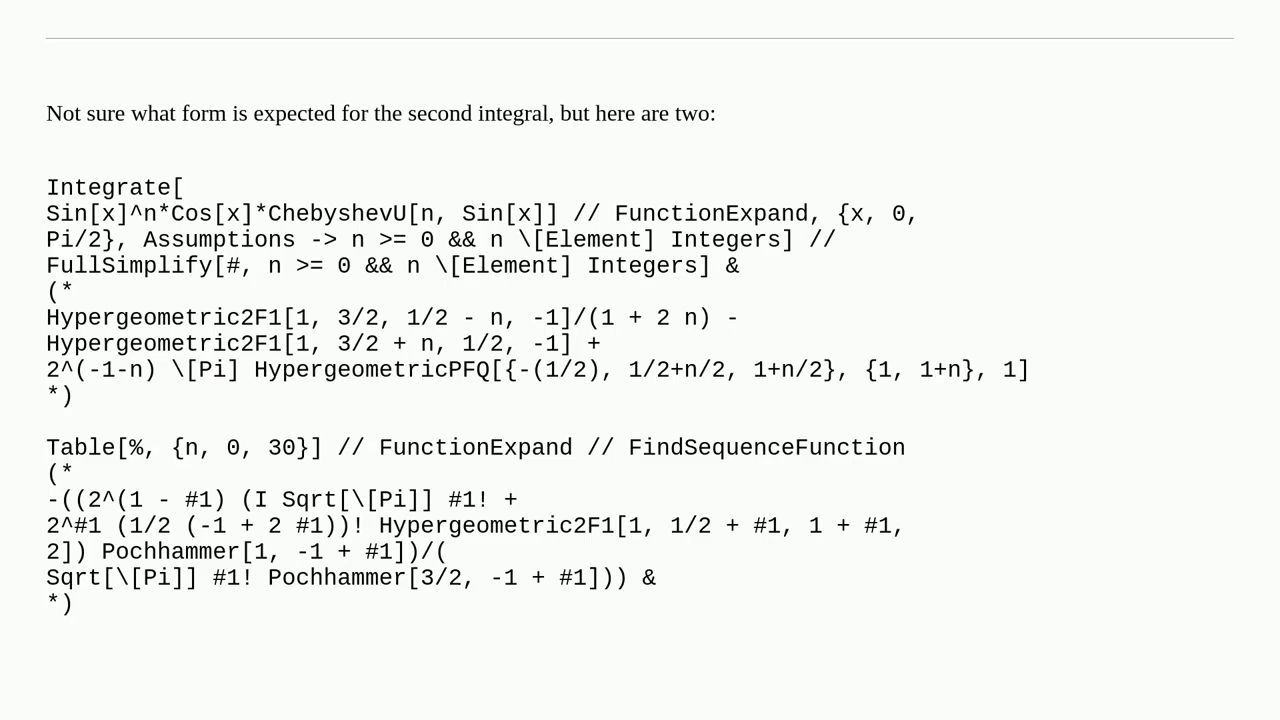 Not sure what form is expected for the second integral, but here are two:
Integrate[
Sin[x]^n*Cos[x]*ChebyshevU[n, Sin[x]] // FunctionExpand, {x, 0,
Pi/2}, Assumptions -> n >= 0 && n \[Element] Integers] //
FullSimplify[#, n >= 0 && n \[Element] Integers] &
(*
Hypergeometric2F1[1, 3/2, 1/2 - n, -1]/(1 + 2 n) -
Hypergeometric2F1[1, 3/2 + n, 1/2, -1] +
2^(-1-n) \[Pi] HypergeometricPFQ[{-(1/2), 1/2+n/2, 1+n/2}, {1, 1+n}, 1]
*)
Table[%, {n, 0, 30}] // FunctionExpand // FindSequenceFunction
(*
-((2^(1 - #1) (I Sqrt[\[Pi]] #1! +
2^#1 (1/2 (-1 + 2 #1))! Hypergeometric2F1[1, 1/2 + #1, 1 + #1,
2]) Pochhammer[1, -1 + #1])/(
Sqrt[\[Pi]] #1! Pochhammer[3/2, -1 + #1])) &
*)